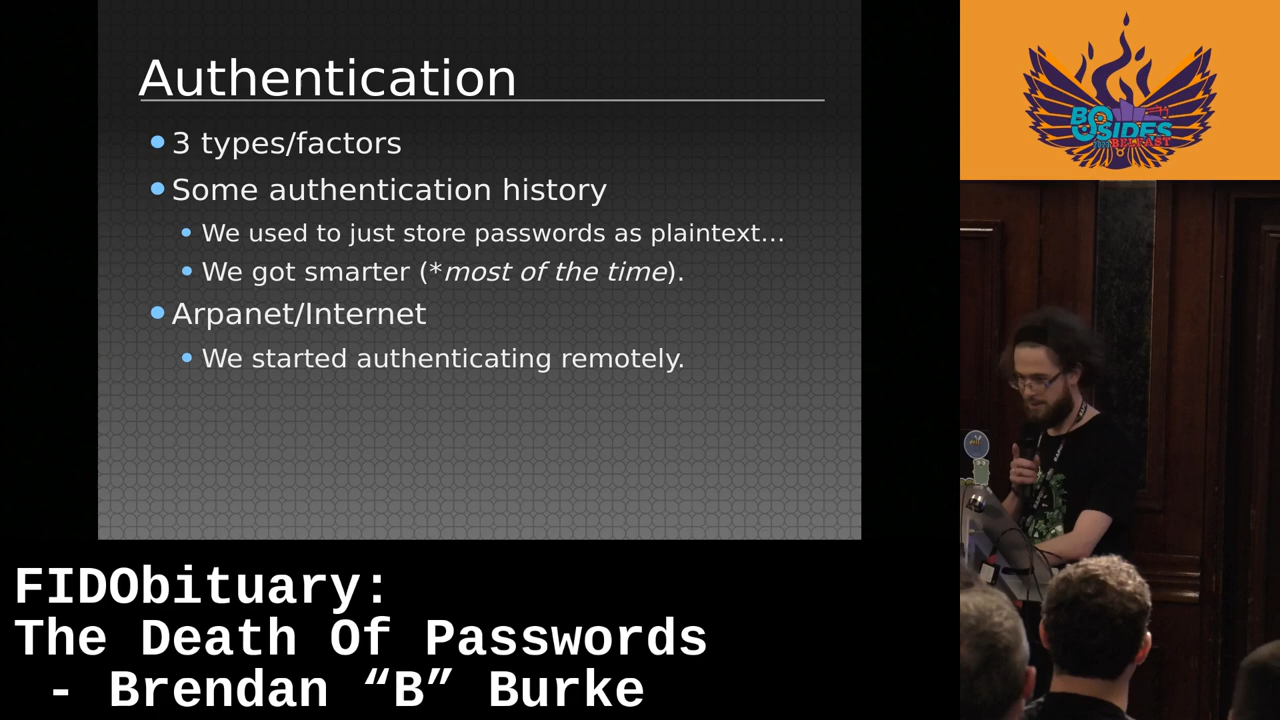 Authentication
3 types/factors
Some authentication history
We used to just store passwords as plaintext…
We got smarter (*most of the time).
Arpanet/Internet
We started authenticating remotely.
BSIDES
BELFAST
FIDObituary:
The Death Of Passwords
- Brendan “B” Burke